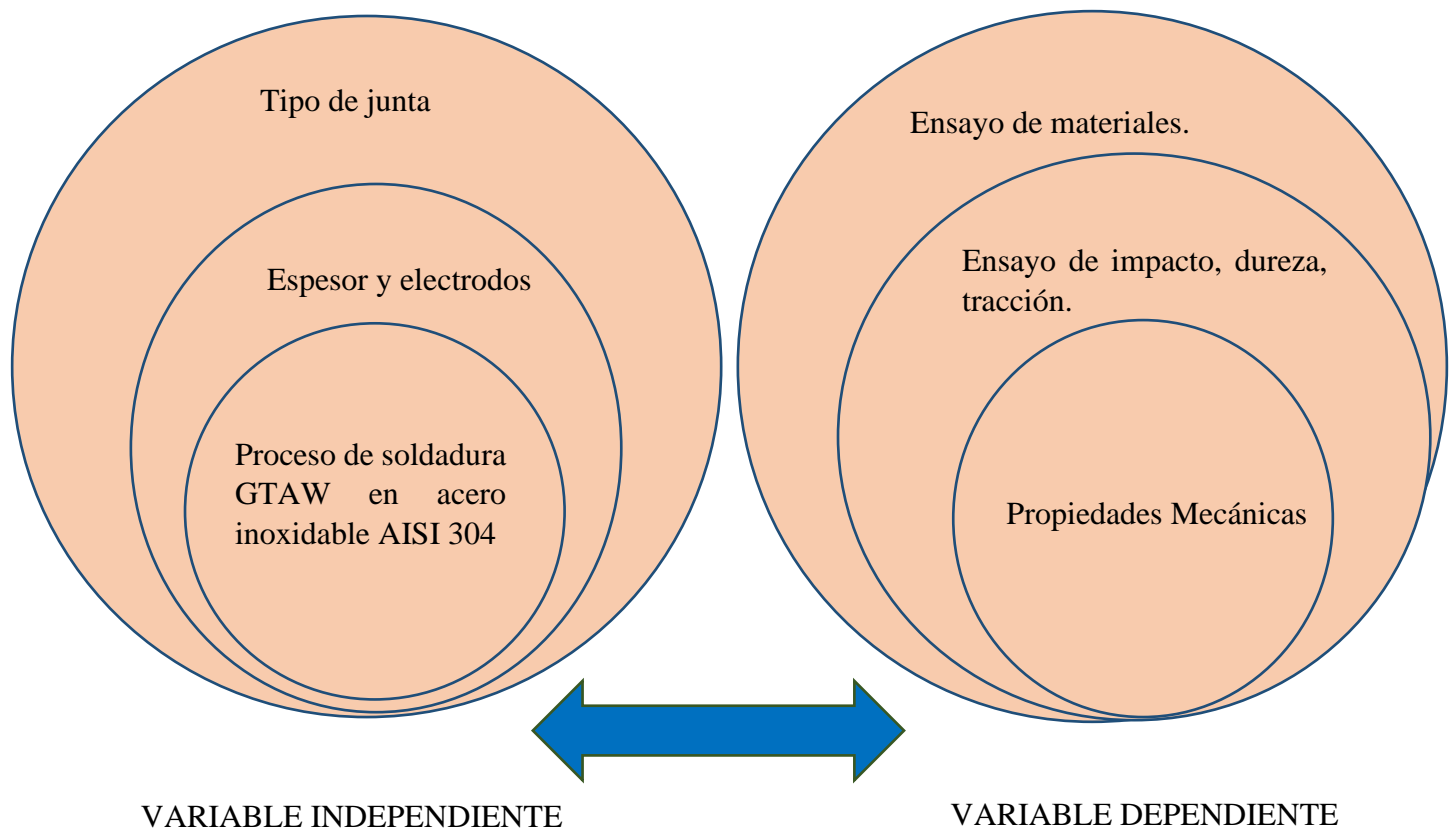 Tipo de junta
Espesor y electrodos
Proceso de soldadura
GTAW en acero
inoxidable AISI 304
VARIABLE INDEPENDIENTE
Ensayo de materiales.
Ensayo de impacto, dureza,
tracción.
Propiedades Mecánicas
VARIABLE DEPENDIENTE